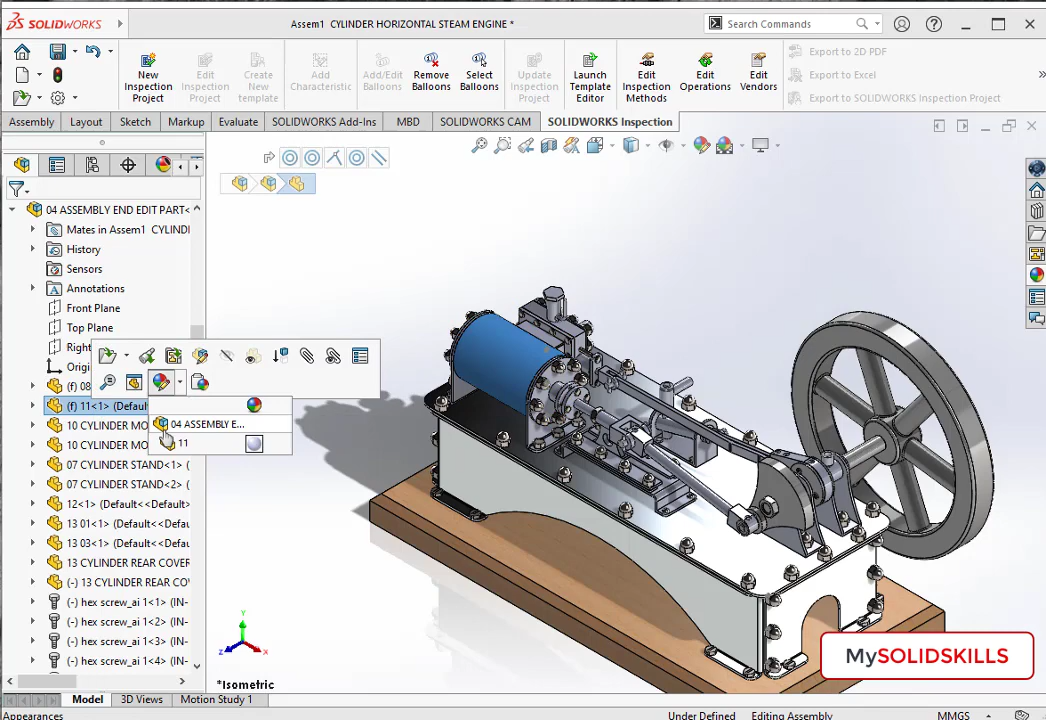 SOLIDWORKS
Assem1 CYLINDER HORIZONTAL STEAM ENGINE *
Search Commands
New Inspection Project
Edit Inspection Project
Create New template
Add Characteristic
Add/Edit Balloons
Remove Balloons
Select Balloons
Update Inspection Project
Launch Template Editor
Edit Inspection Methods
Edit Operations
Edit Vendors
Export to 2D PDF
Export to Excel
Export to SOLIDWORKS Inspection Project
Assembly
Layout
Sketch
Markup
Evaluate
SOLIDWORKS Add-Ins
MBD
SOLIDWORKS CAM
SOLIDWORKS Inspection
04 ASSEMBLY END EDIT PART<
Mates in Assem1 CYLIND
History
Sensors
Annotations
Front Plane
Top Plane
Right
Origi
(f) 08
(f) 11<1> (Defaul
04 ASSEMBLY E...
10 CYLINDER MO
11
10 CYLINDER MO
07 CYLINDER STAND<1>
07 CYLINDER STAND<2>
12<1> (Default<<Default
13 01<1> (Default<<Defa
13 03<1> (Default<<Defa
13 CYLINDER REAR COVER
(-) 13 CYLINDER REAR COV
(-) hex screw_ai 1<1> (IN-
(-) hex screw_ai 1<2> (IN-
(-) hex screw_ai 1<3> (IN-
(-) hex screw_ai 1<4> (IN-
Y
Z
X
*Isometric
MySOLIDSKILLS
Model
3D Views
Motion Study 1
Appearances
Under Defined
Editing Assembly
MMGS